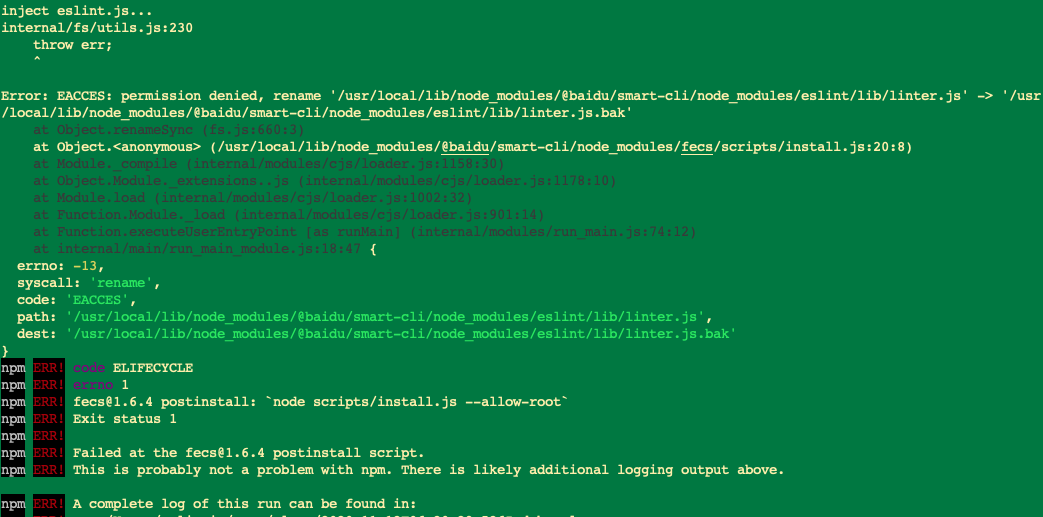 inject eslint.js...
internal/fs/utils.js:230
    throw err;
    ^
Error: EACCES: permission denied, rename '/usr/local/lib/node_modules/@baidu/smart-cli/node_modules/eslint/lib/linter.js' -> '/usr
/local/lib/node_modules/@baidu/smart-cli/node_modules/eslint/lib/linter.js.bak'
    at Object.renameSync (fs.js:660:3)
    at Object.<anonymous> (/usr/local/lib/node_modules/@baidu/smart-cli/node_modules/fecs/scripts/install.js:20:8)
    at Module._compile (internal/modules/cjs/loader.js:1158:30)
    at Object.Module._extensions..js (internal/modules/cjs/loader.js:1178:10)
    at Module.load (internal/modules/cjs/loader.js:1002:32)
    at Function.Module._load (internal/modules/cjs/loader.js:901:14)
    at Function.executeUserEntryPoint [as runMain] (internal/modules/run_main.js:74:12)
    at internal/main/run_main_module.js:18:47 {
  errno: -13,
  syscall: 'rename',
  code: 'EACCES',
  path: '/usr/local/lib/node_modules/@baidu/smart-cli/node_modules/eslint/lib/linter.js',
  dest: '/usr/local/lib/node_modules/@baidu/smart-cli/node_modules/eslint/lib/linter.js.bak'
}
npm ERR! code ELIFECYCLE
npm ERR! errno 1
npm ERR! fecs@1.6.4 postinstall: `node scripts/install.js --allow-root`
npm ERR! Exit status 1
npm ERR!
npm ERR! Failed at the fecs@1.6.4 postinstall script.
npm ERR! This is probably not a problem with npm. There is likely additional logging output above.
npm ERR! A complete log of this run can be found in: